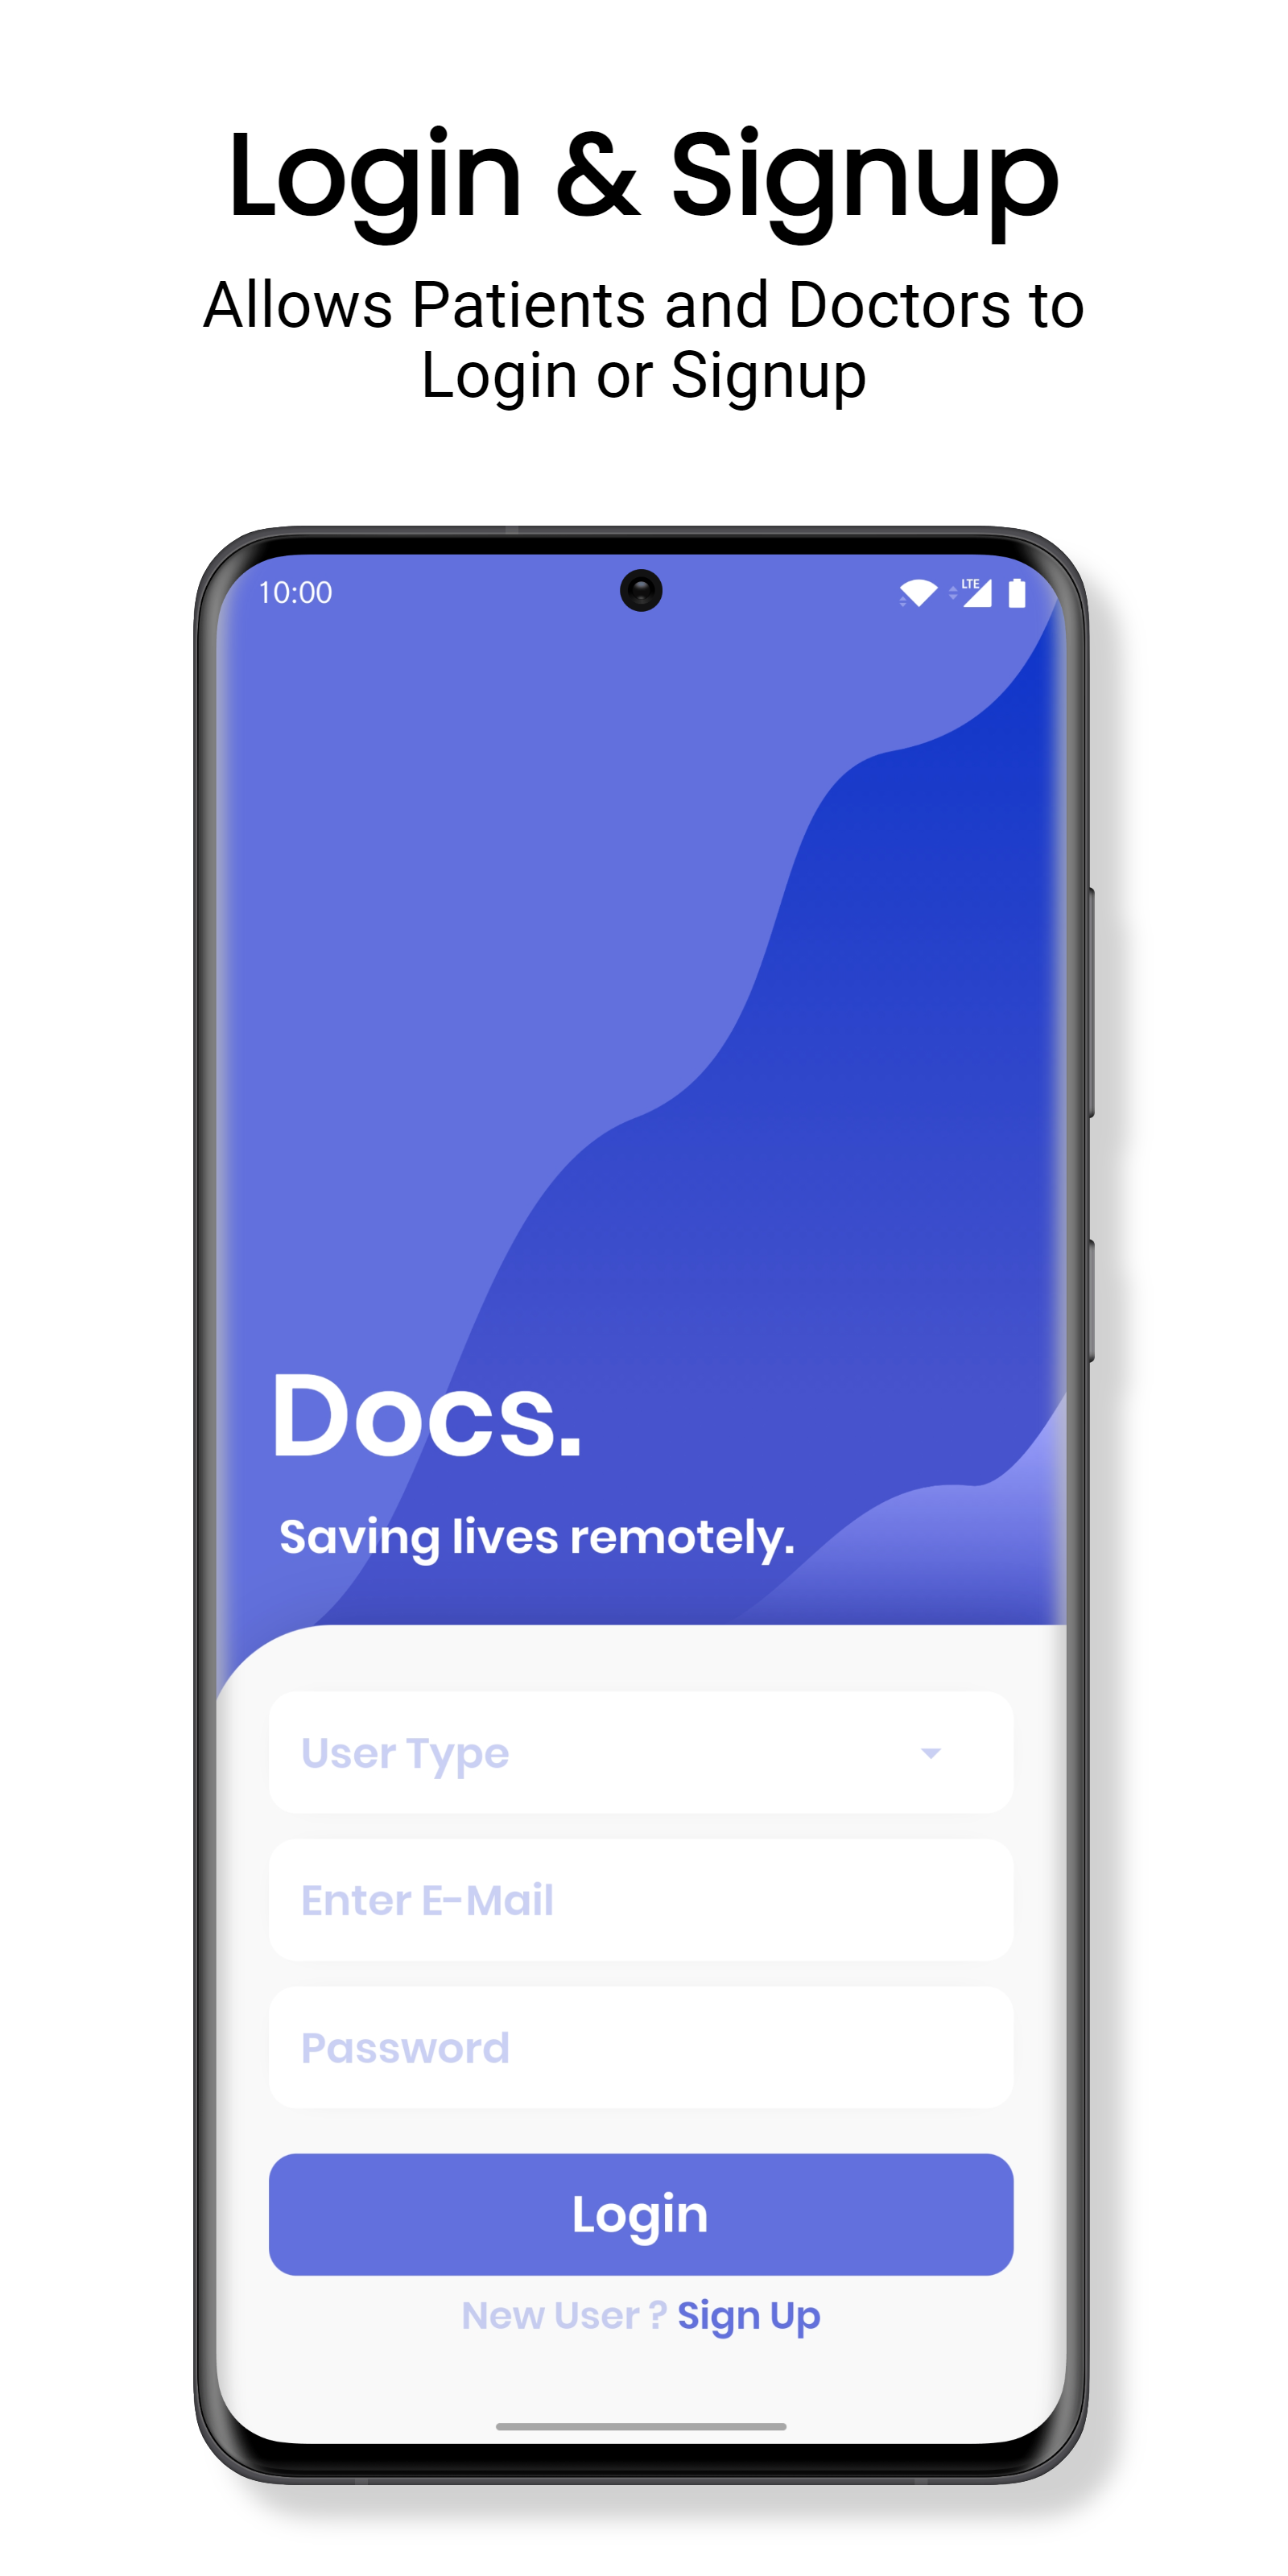 Login & Signup
Allows Patients and Doctors to
Login or Signup
10:00
LTE
Docs.
Saving lives remotely.
User Type
Enter E-Mail
Password
Login
New User ? Sign Up